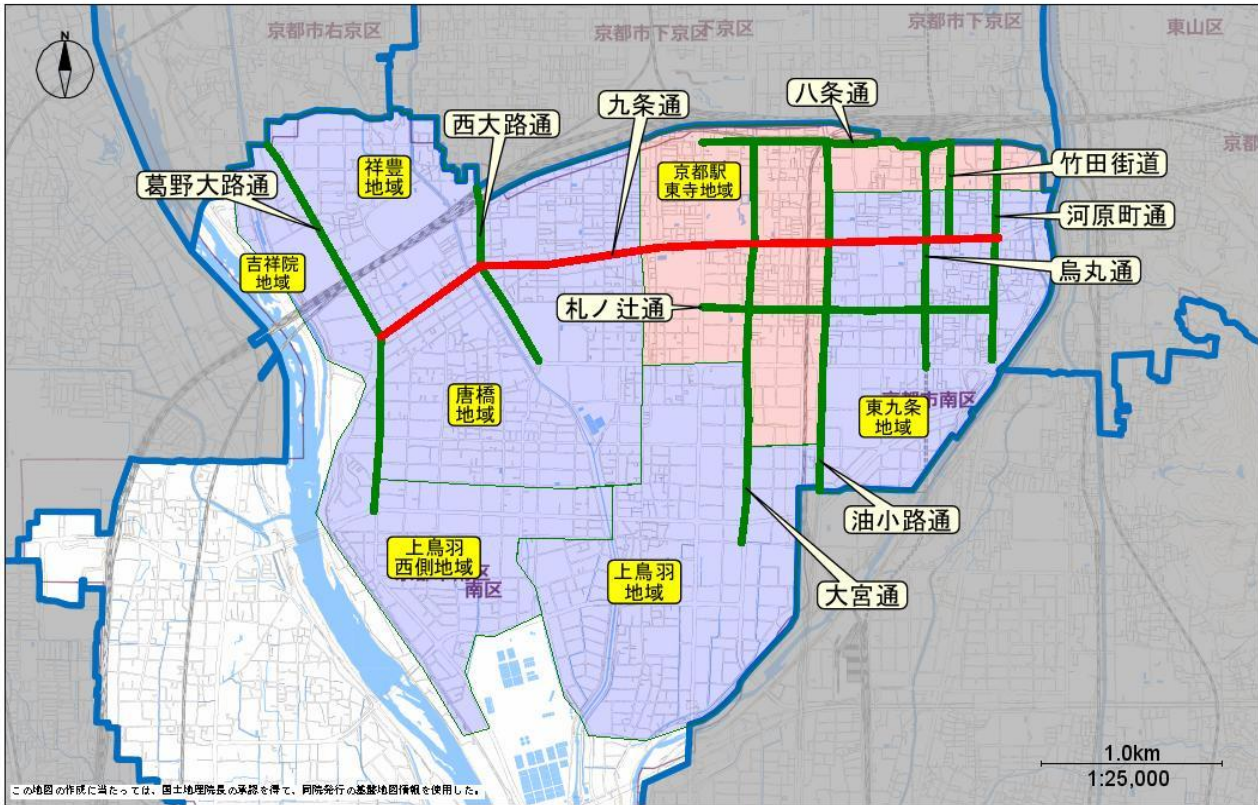 京都市右京区
京都市下京区
下京区
京都市下京区
東山区
N
八条通
九条通
西大路通
祥豊
地域
京都駅
東寺地域
竹田街道
葛野大路通
河原町通
吉祥院
地域
烏丸通
札ノ辻通
唐橋
地域
京都市南区
東九条
地域
油小路通
上鳥羽
西側地域
南区
上鳥羽
地域
大宮通
1.0km
1:25,000
この地図の作成に当たっては、国土地理院長の承認を得て、同院発行の基盤地図情報を使用した。